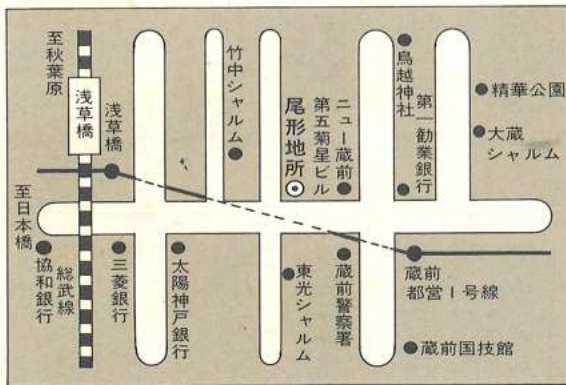 至秋葉原
浅草橋
浅草橋
竹中シャルム
尾形地所
第五菊星ビル
ニュー蔵前
鳥越神社
第一勧業銀行
精華公園
大蔵
シャルム
至日本橋
協和銀行
総武線
三菱銀行
太陽神戸銀行
東光シャルム
蔵前警察署
蔵前
都営1号線
蔵前国技館